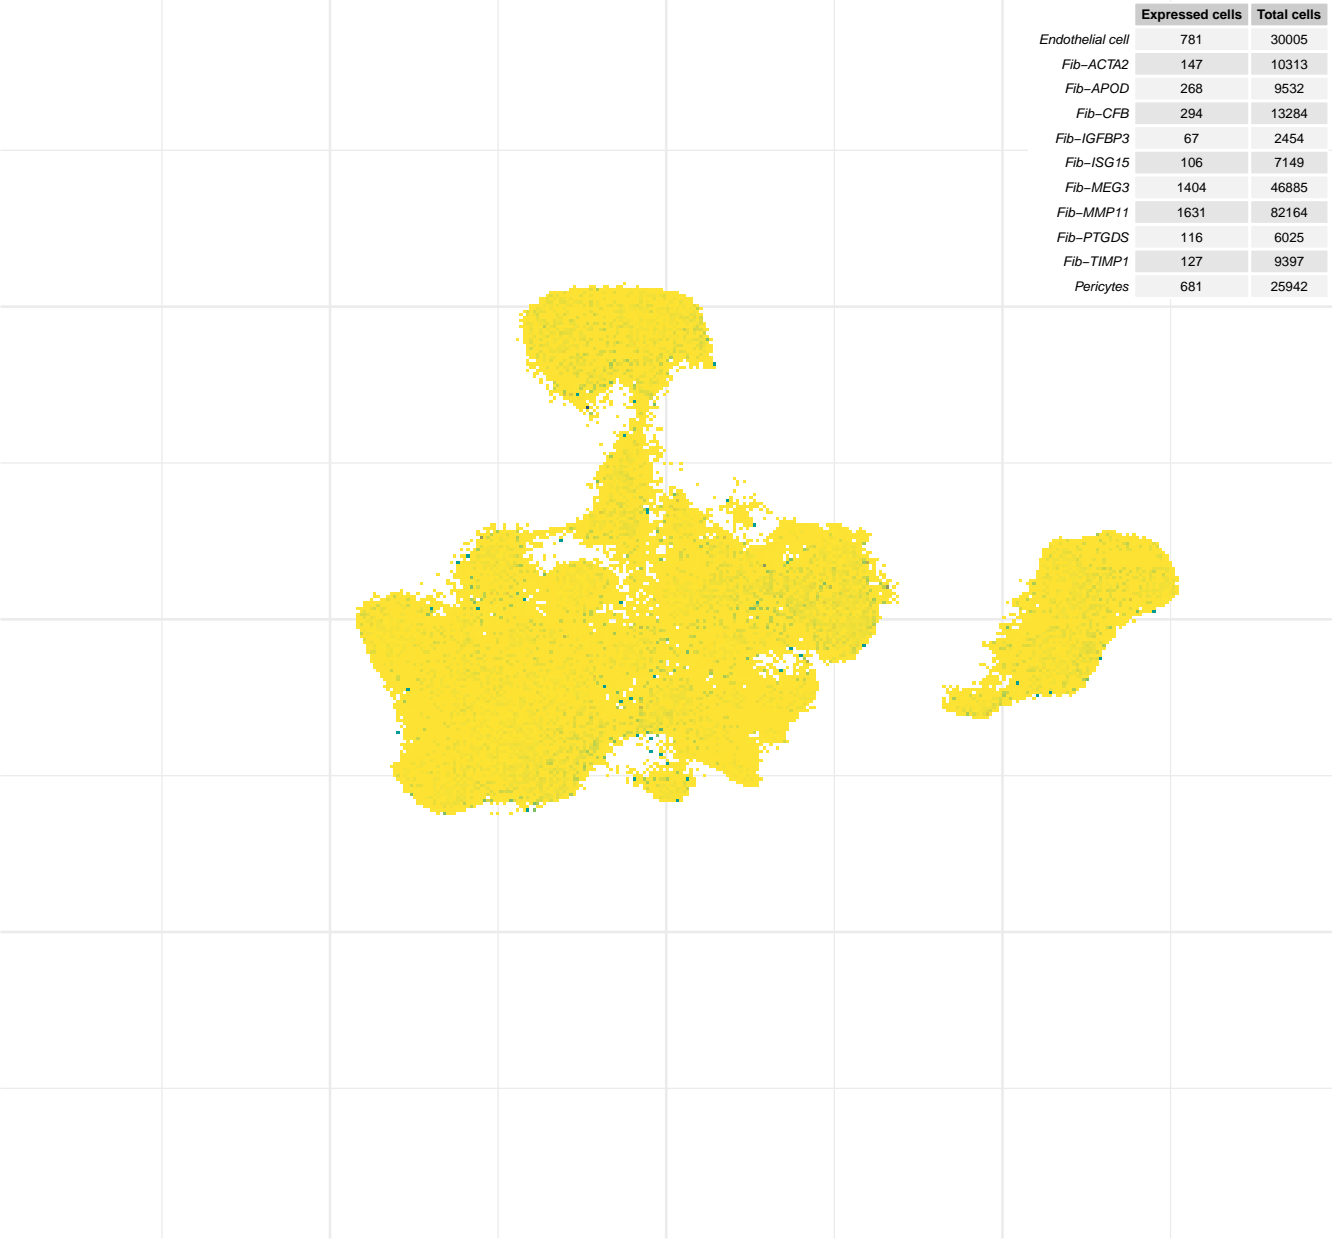 Expressed cells Total cells
Endothelial cell 781 30005
Fib−ACTA2 147 10313
Fib−APOD 268 9532
Fib−CFB 294 13284
Fib−IGFBP3 67 2454
Fib−ISG15 106 7149
Fib−MEG3 1404 46885
Fib−MMP11 1631 82164
Fib−PTGDS 116 6025
Fib−TIMP1 127 9397
Pericytes 681 25942